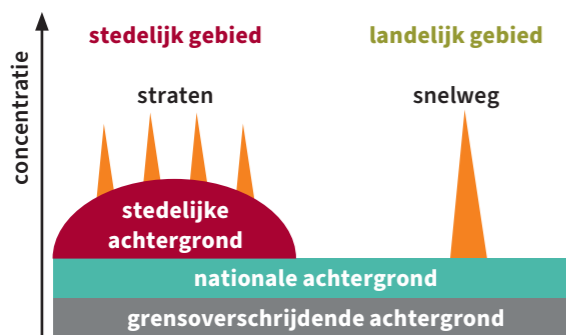 stedelijk gebied
landelijk gebied
straten
snelweg
concentratie
stedelijke
achtergrond
nationale achtergrond
grensoverschrijdende achtergrond